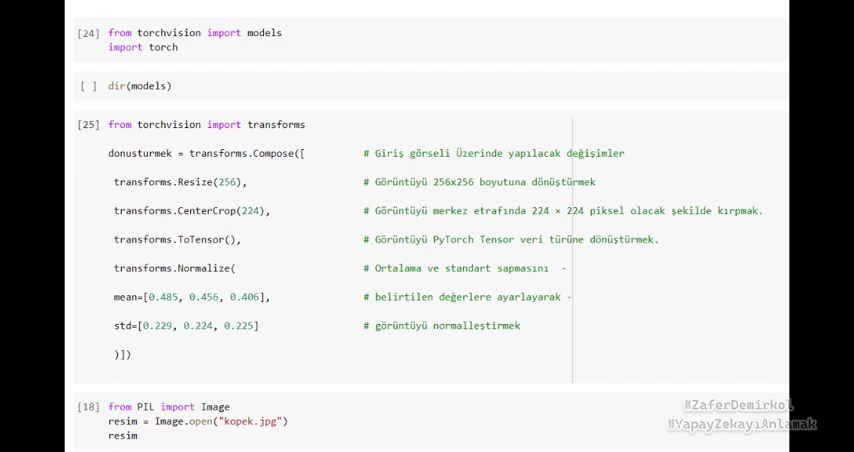 [24] from torchvision import models
import torch
[ ] dir(models)
[25] from torchvision import transforms
donusturmek = transforms.Compose([ # Giriş görseli Üzerinde yapılacak değişimler
transforms.Resize(256), # Görüntüyü 256x256 boyutuna dönüştürmek
transforms.CenterCrop(224), # Görüntüyü merkez etrafında 224 × 224 piksel olacak şekilde kırpmak.
transforms.ToTensor(), # Görüntüyü PyTorch Tensor veri türüne dönüştürmek.
transforms.Normalize( # Ortalama ve standart sapmasını -
mean=[0.485, 0.456, 0.406], # belirtilen değerlere ayarlayarak -
std=[0.229, 0.224, 0.225] # görüntüyü normalleştirmek
)])
[18] from PIL import Image
resim = Image.open("kopek.jpg")
resim
#ZaferDemirkol
#YapayZekayıAnlamak